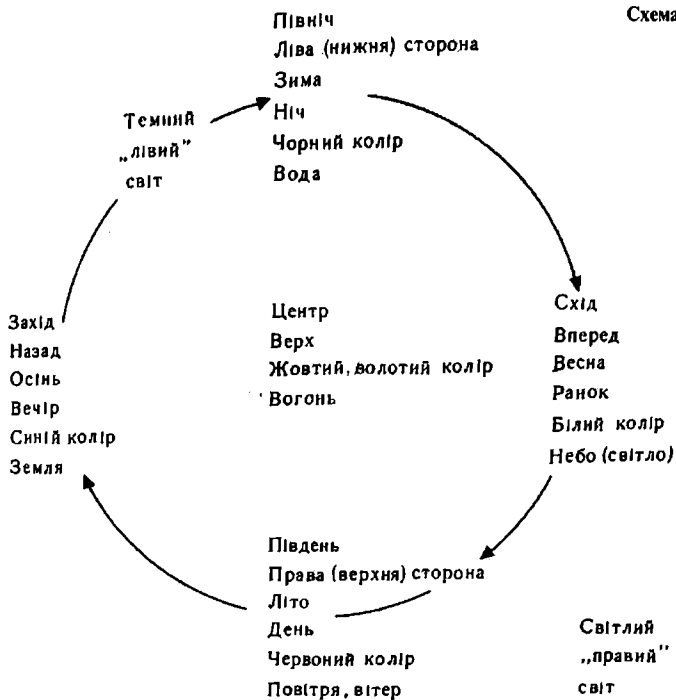 Схема
Північ
Ліва (нижня) сторона
Зима
Ніч
Чорний колір
Вода
Темний
„лівий”
світ
Захід
Назад
Осінь
Вечір
Синій колір
Земля
Центр
Верх
Жовтий, волотий колір
Вогонь
Схід
Вперед
Весна
Ранок
Білий колір
Небо (світло)
Південь
Права (верхня) сторона
Літо
День
Червоний колір
Повітря, вітер
Світлий
„правий”
світ